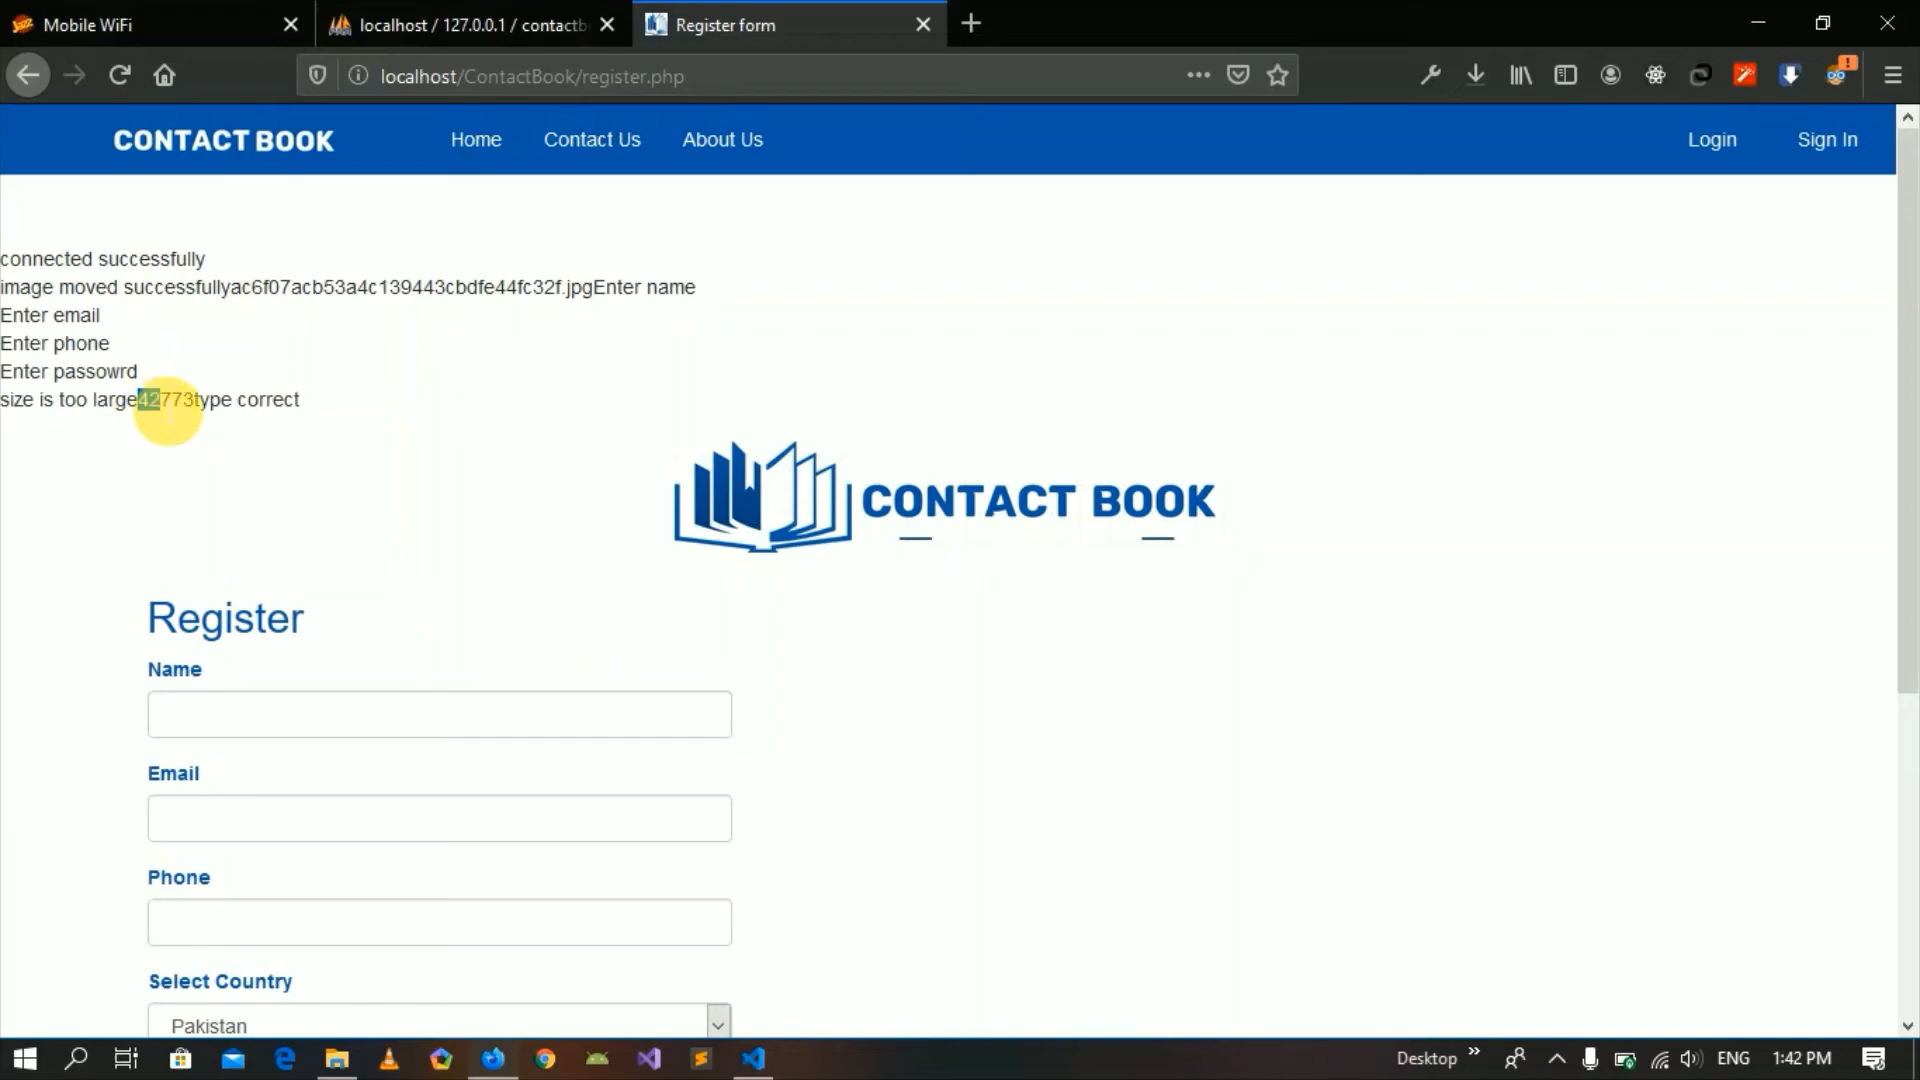 Mobile WiFi
localhost / 127.0.0.1 / contactb
Register form
localhost/ContactBook/register.php
CONTACT BOOK
Home
Contact Us
About Us
Login
Sign In
connected successfully
image moved successfullyac6f07acb53a4c139443cbdfe44fc32f.jpgEnter name
Enter email
Enter phone
Enter passowrd
size is too large42773type correct
CONTACT BOOK
Register
Name
Email
Phone
Select Country
Pakistan
Desktop
ENG
1:42 PM